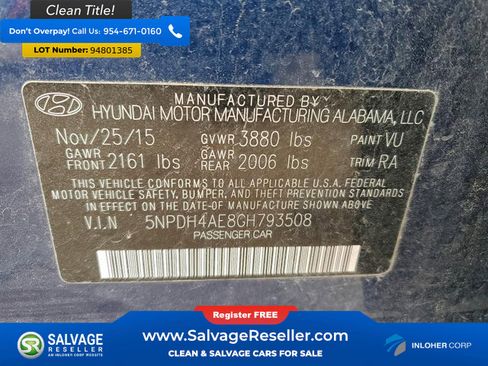 Clean Title!
Don't Overpay! Call Us: 954-671-0160
LOT Number: 94801385
MANUFACTURED BY
HYUNDAI MOTOR MANUFACTURING ALABAMA, LLC
Nov/25/15 GVWR 3880 lbs PAINT VU
GAWR FRONT 2161 lbs GAWR REAR 2006 lbs TRIM RA
THIS VEHICLE CONFORMS TO ALL APPLICABLE U.S.A. FEDERAL
MOTOR VEHICLE SAFETY, BUMPER, AND THEFT PREVENTION
STANDARDS IN EFFECT ON THE DATE OF MANUFACTURE SHOWN ABOVE.
V.I.N 5NPDH4AE8GH793508
PASSENGER CAR
Register FREE
SALVAGE
RESELLER
AN INLOHER CORP WEBSITE
www.SalvageReseller.com
CLEAN & SALVAGE CARS FOR SALE
INLOHER CORP